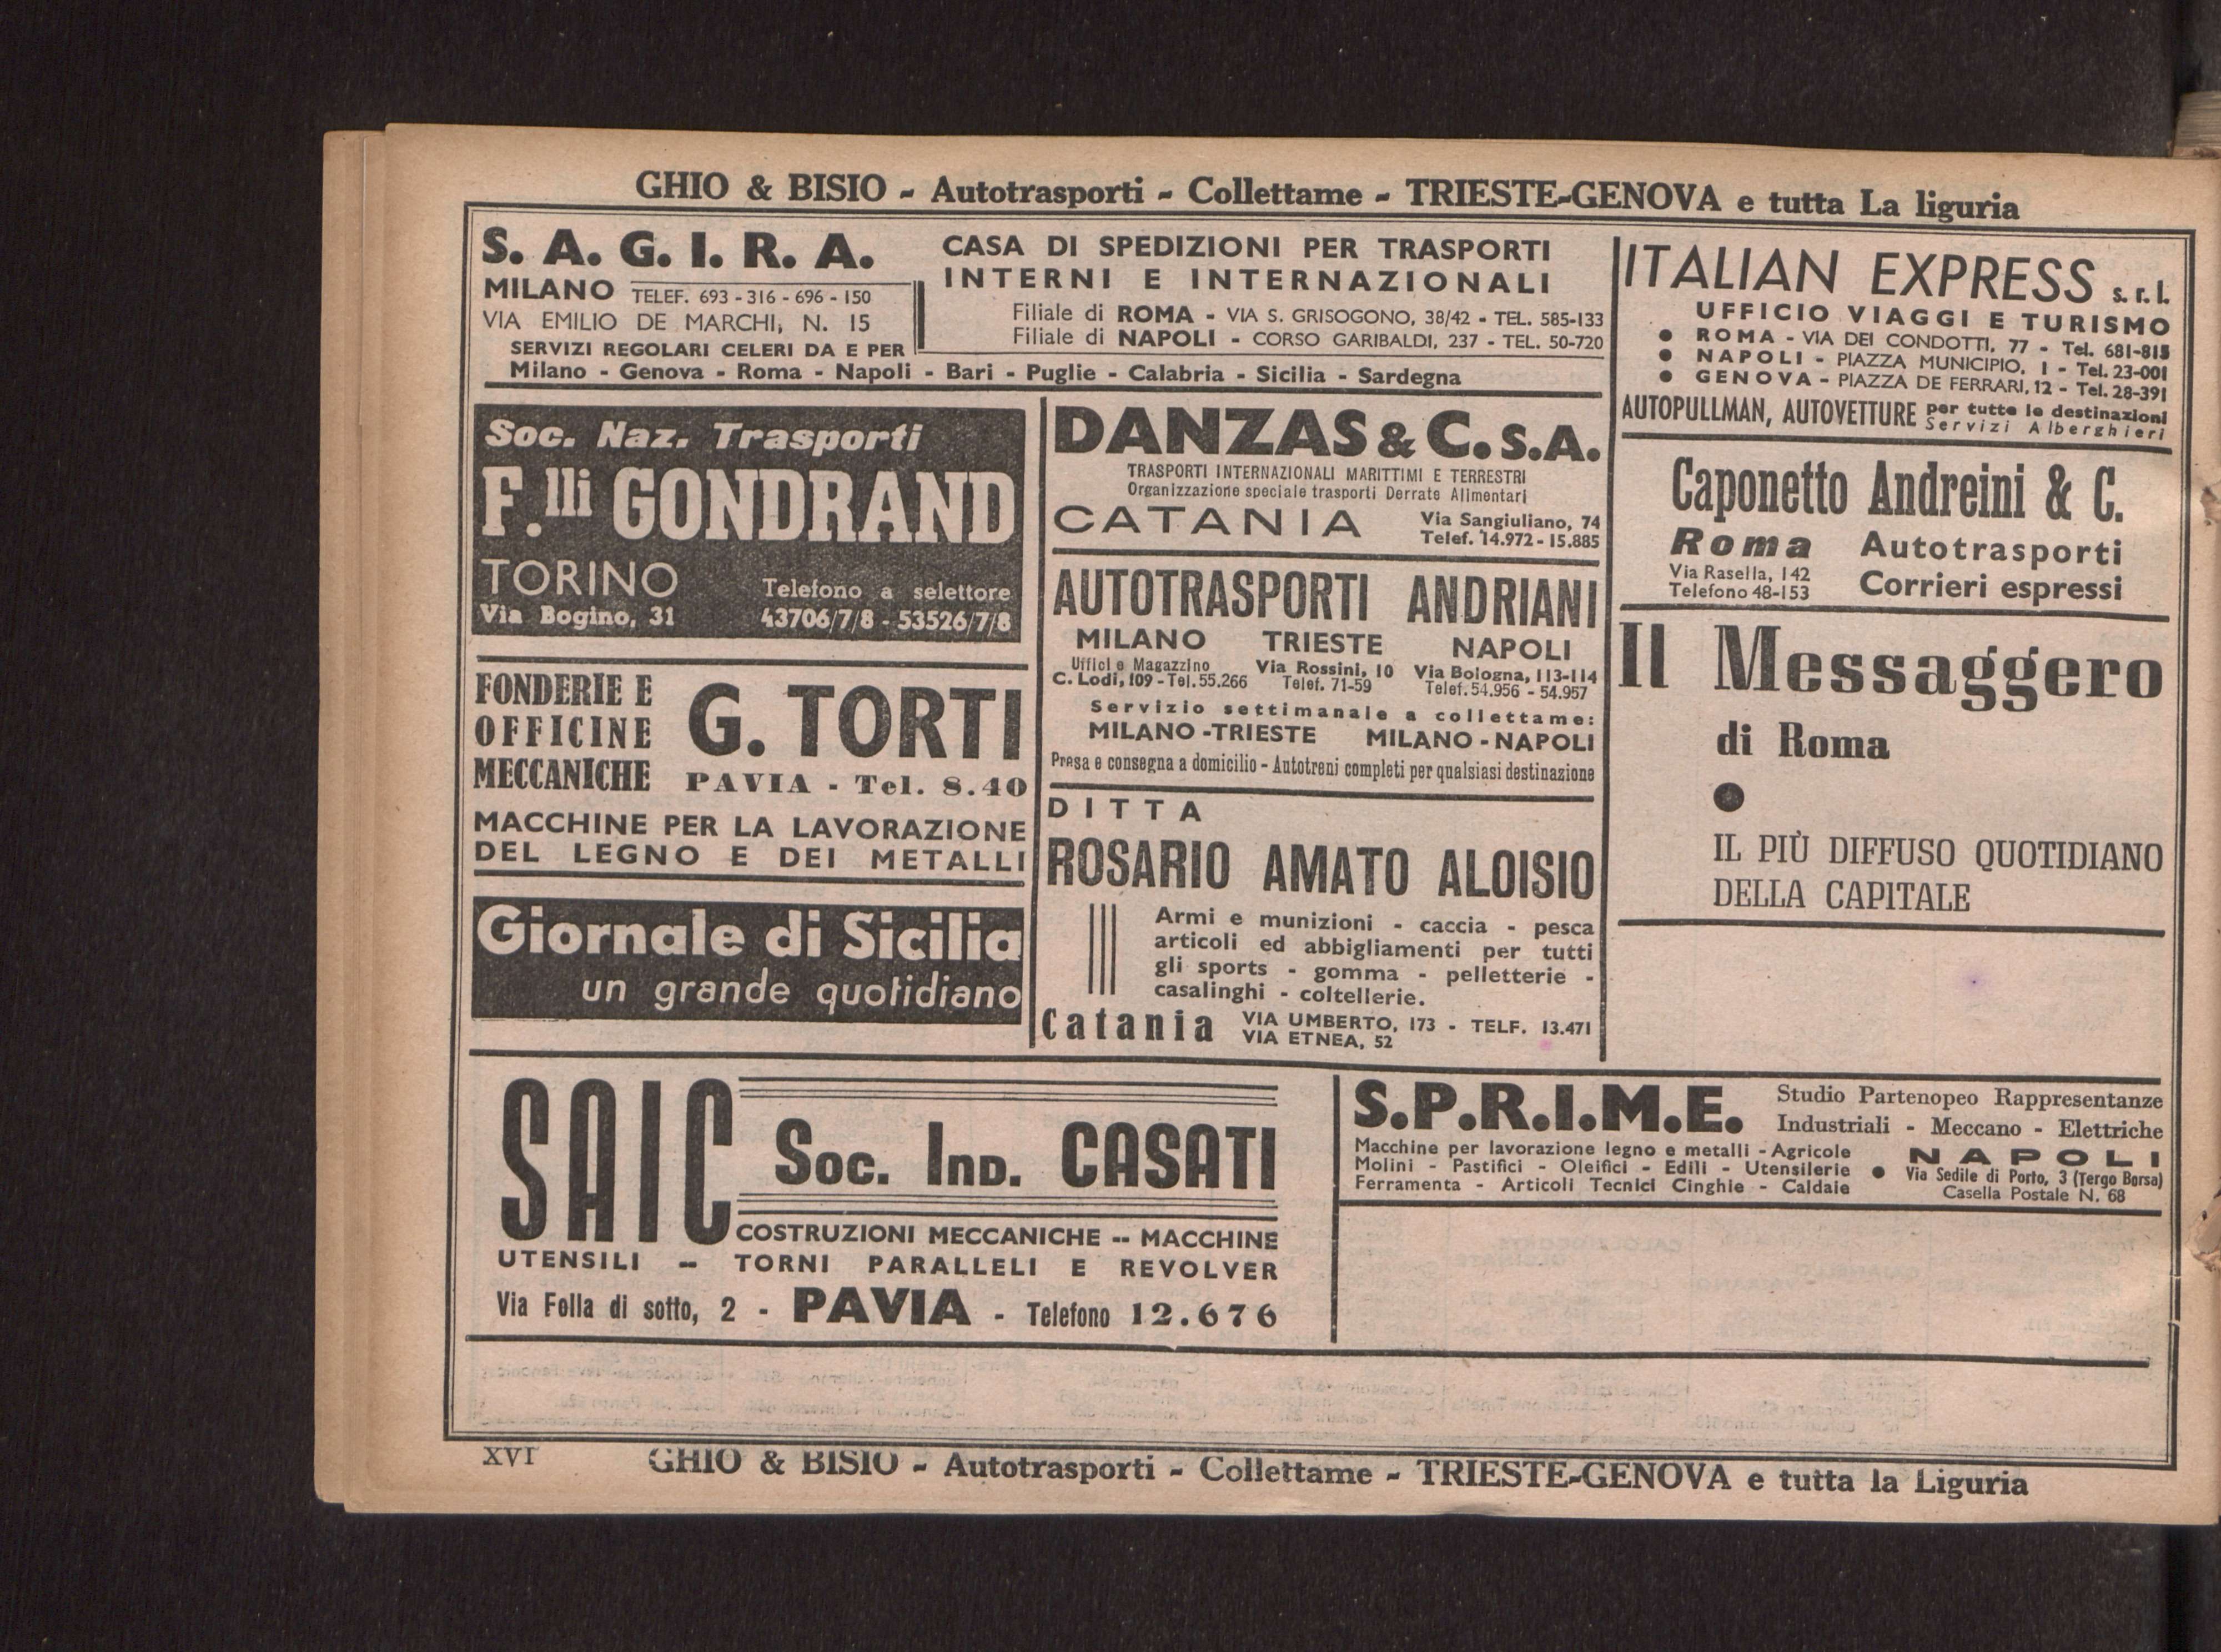 GHIO & BISIO - Autotrasporti - Collettame - TRIESTE-GENOVA e tutta La liguria
S. A. G. I. R. A.
MILANO TELEF. 693 - 316 - 696 - 150
VIA EMILIO DE MARCHI, N. 15
SERVIZI REGOLARI CELERI DA E PER
CASA DI SPEDIZIONI PER TRASPORTI
INTERNI E INTERNAZIONALI
Filiale di ROMA - VIA S. GRISOGONO, 38/42 - TEL. 585-133
Filiale di NAPOLI - CORSO GARIBALDI, 237 - TEL. 50-720
Milano - Genova - Roma - Napoli - Bari - Puglie - Calabria - Sicilia - Sardegna
Soc. Naz. Trasporti
F.lli GONDRAND
TORINO
Via Bogino, 31
Telefono a selettore
43706/7/8 - 53526/7/8
FONDERIE E
OFFICINE
MECCANICHE
G. TORTI
PAVIA - Tel. 8.40
MACCHINE PER LA LAVORAZIONE
DEL LEGNO E DEI METALLI
Giornale di Sicilia
un grande quotidiano
DANZAS & C. S.A.
TRASPORTI INTERNAZIONALI MARITTIMI E TERRESTRI
Organizzazione speciale trasporti Derrate Alimentari
CATANIA
Via Sangiuliano, 74
Telef. 14.972 - 15.885
AUTOTRASPORTI ANDRIANI
MILANO TRIESTE NAPOLI
Uffici e Magazzino Via Rossini, 10 Via Bologna, 113-114
C. Lodi, 109 - Tel. 55.266 Telef. 71-59 Telef. 54.956 - 54.957
Servizio settimanale a collettame:
MILANO - TRIESTE MILANO - NAPOLI
Presa e consegna a domicilio - Autotreni completi per qualsiasi destinazione
DITTA
ROSARIO AMATO ALOISIO
Armi e munizioni - caccia - pesca
articoli ed abbigliamenti per tutti
gli sports - gomma - pelletterie -
casalinghi - coltellerie.
Catania VIA UMBERTO, 173 - TELF. 13.471
VIA ETNEA, 52
ITALIAN EXPRESS s. r. l.
UFFICIO VIAGGI E TURISMO
● ROMA - VIA DEI CONDOTTI, 77 - Tel. 681-815
● NAPOLI - PIAZZA MUNICIPIO, 1 - Tel. 23-001
● GENOVA - PIAZZA DE FERRARI, 12 - Tel. 28-391
AUTOPULLMAN, AUTOVETTURE per tutte le destinazioni
Servizi Alberghieri
Caponetto Andreini & C.
Roma
Via Rasella, 142
Telefono 48-153
Autotrasporti
Corrieri espressi
Il Messaggero
di Roma
●
IL PIÙ DIFFUSO QUOTIDIANO
DELLA CAPITALE
SAIC Soc. Ind. CASATI
COSTRUZIONI MECCANICHE -- MACCHINE
UTENSILI -- TORNI PARALLELI E REVOLVER
Via Folla di sotto, 2 - PAVIA - Telefono 12.676
S.P.R.I.M.E.
Studio Partenopeo Rappresentanze
Industriali - Meccano - Elettriche
Macchine per lavorazione legno e metalli - Agricole
Molini - Pastifici - Oleifici - Edili - Utensilerie ●
Ferramenta - Articoli Tecnici Cinghie - Caldaie
NAPOLI
Via Sedile di Porto, 3 (Tergo Borsa)
Casella Postale N. 68
XVI
GHIO & BISIO - Autotrasporti - Collettame - TRIESTE-GENOVA e tutta la Liguria